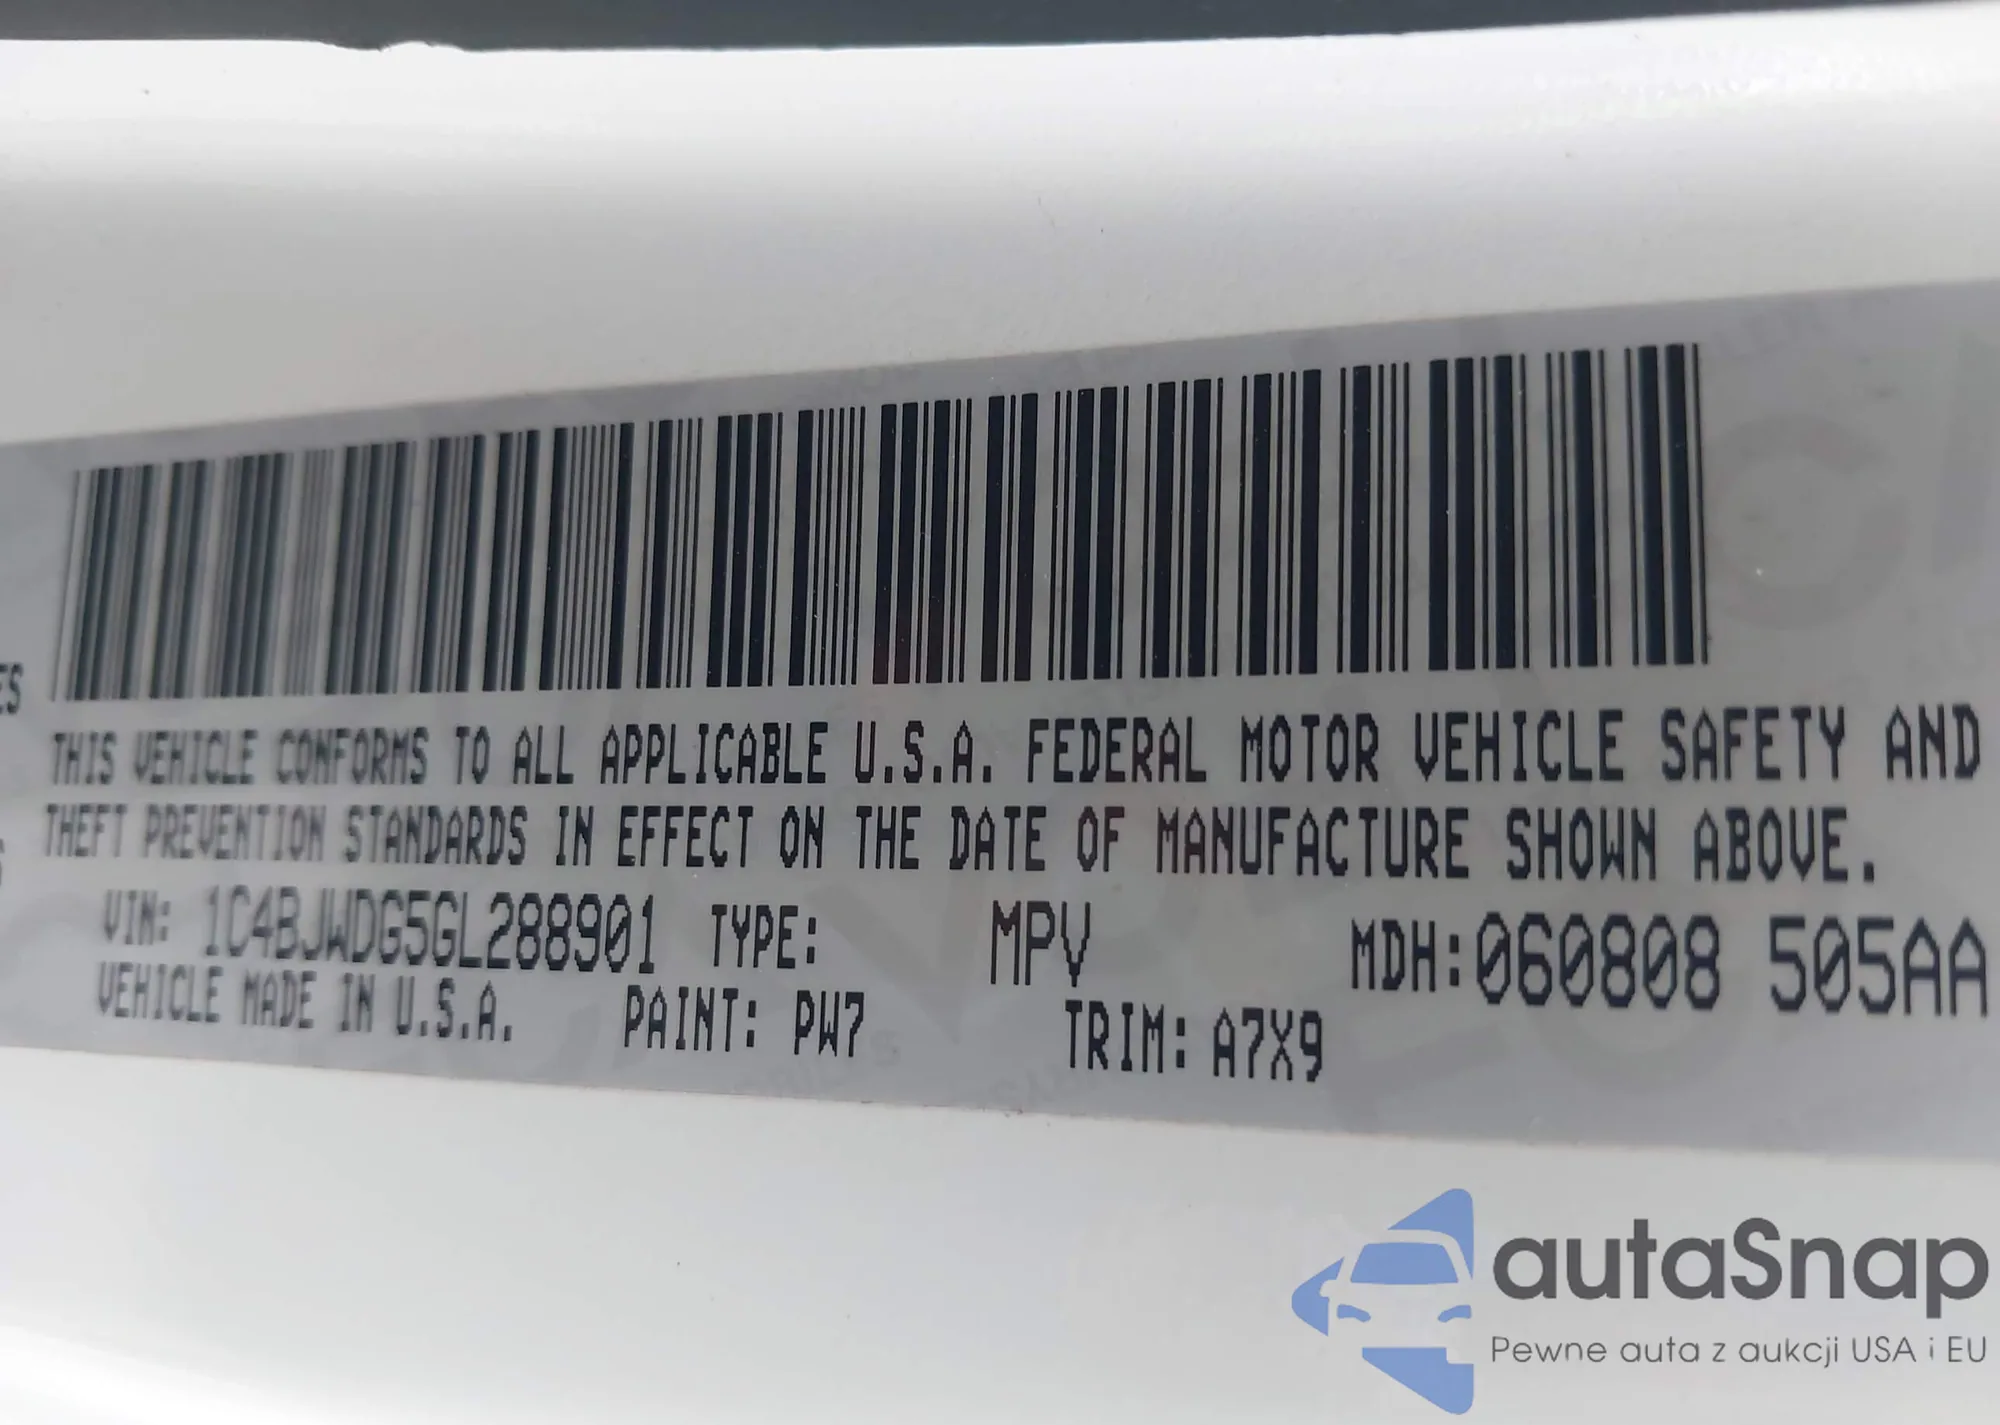 ES
THIS VEHICLE CONFORMS TO ALL APPLICABLE U.S.A. FEDERAL MOTOR VEHICLE SAFETY AND
THEFT PREVENTION STANDARDS IN EFFECT ON THE DATE OF MANUFACTURE SHOWN ABOVE.
VIN: 1C4BJWDG5GL288901 TYPE: MPV MDH:060808 505AA
VEHICLE MADE IN U.S.A. PAINT: PW7 TRIM: A7X9
autaSnap
Pewne auta z aukcji USA i EU